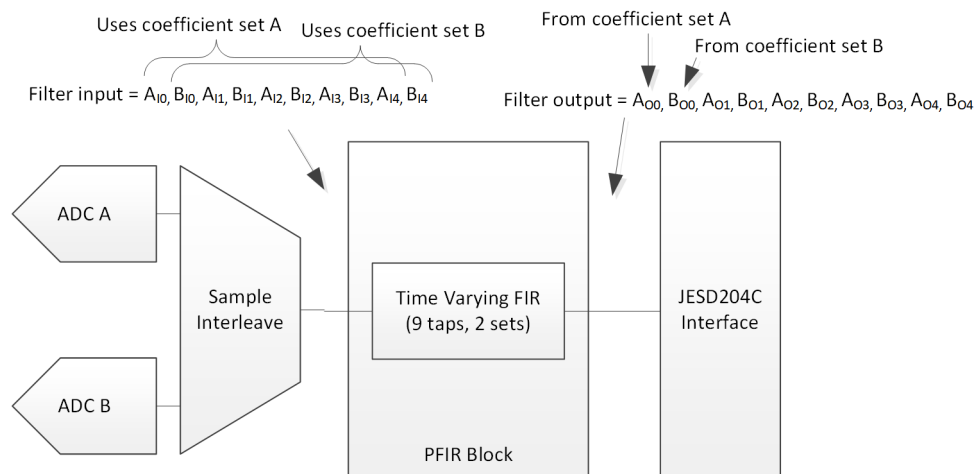 Uses coefficient set A
Uses coefficient set B
From coefficient set A
From coefficient set B
Filter input = A_I0, B_I0, A_I1, B_I1, A_I2, B_I2, A_I3, B_I3, A_I4, B_I4
Filter output = A_O0, B_O0, A_O1, B_O1, A_O2, B_O2, A_O3, B_O3, A_O4, B_O4
ADC A
Sample
Interleave
Time Varying FIR
(9 taps, 2 sets)
JESD204C
Interface
ADC B
PFIR Block